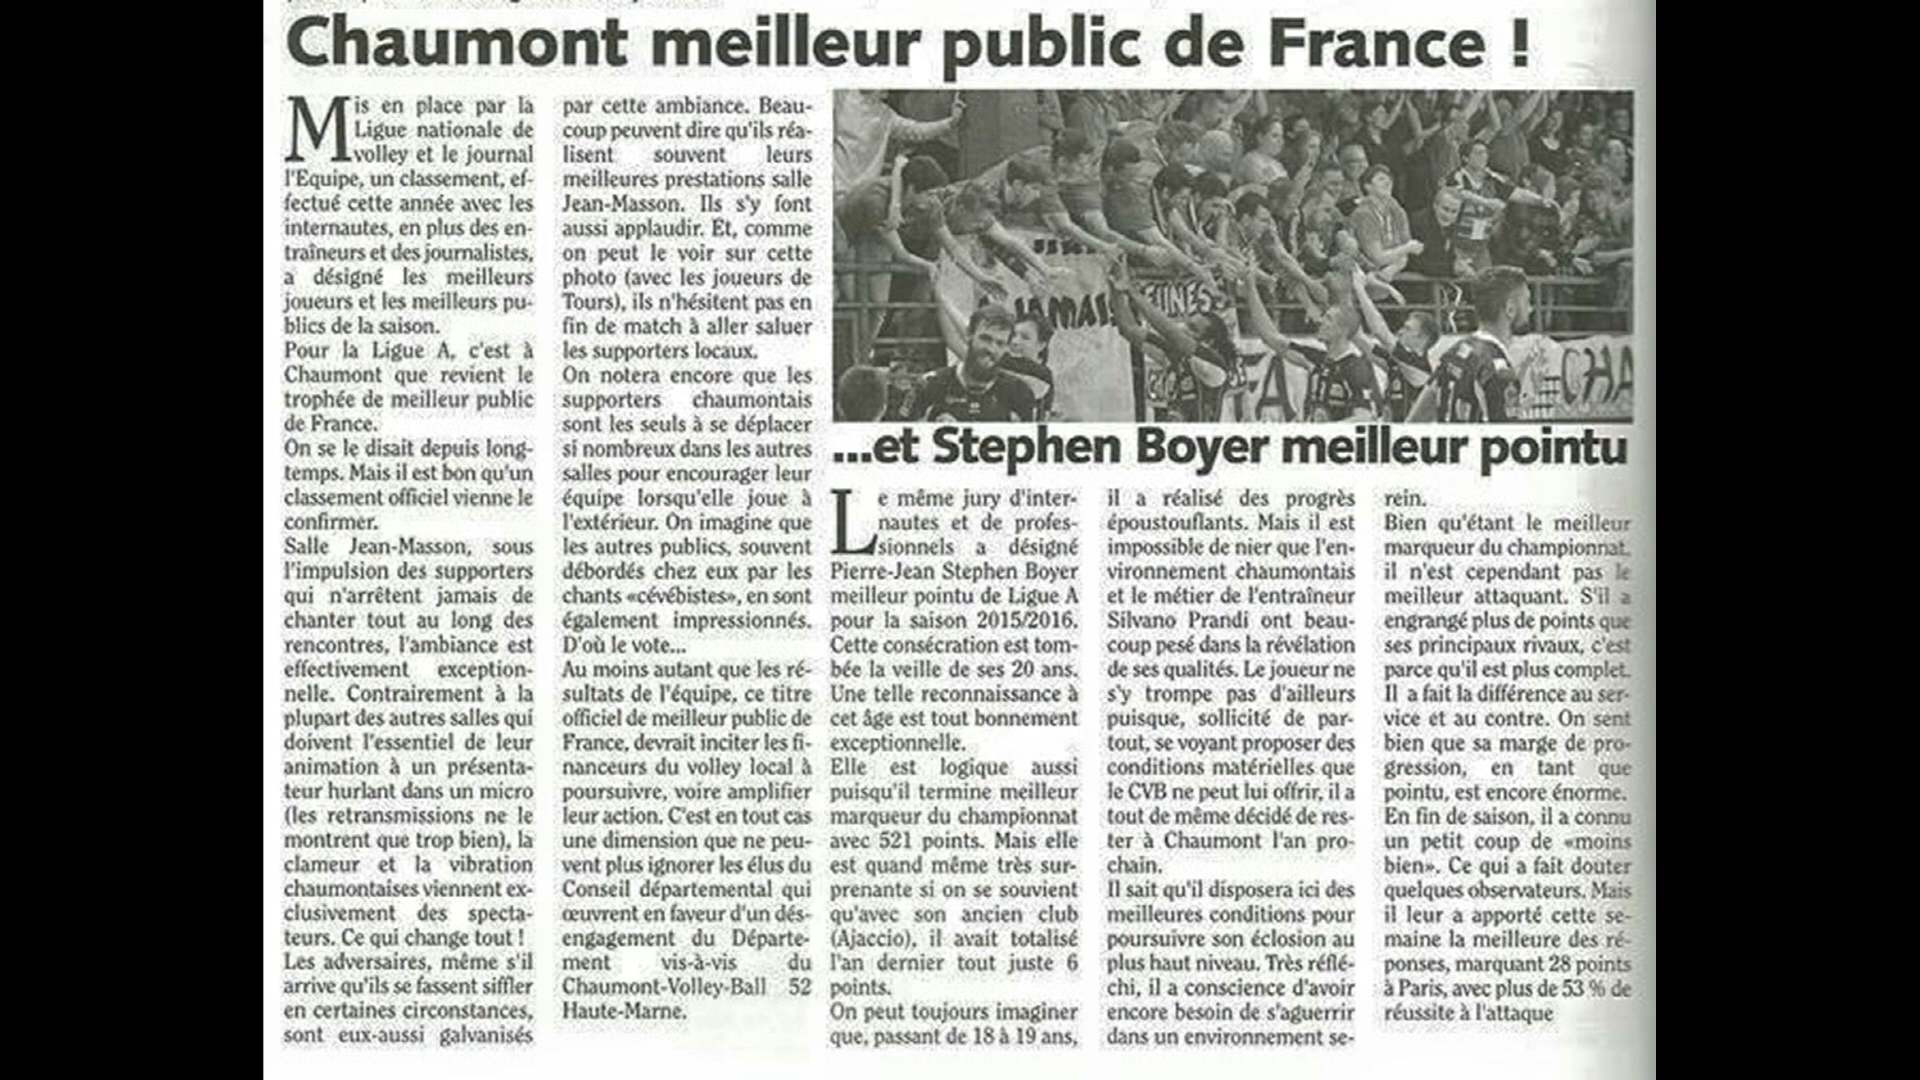 Chaumont meilleur public de France !
Mis en place par la
Ligue nationale de
volley et le journal
l'Equipe, un classement, ef-
fectué cette année avec les
internautes, en plus des en-
traîneurs et des journalistes,
a désigné les meilleurs
joueurs et les meilleurs pu-
blics de la saison.
Pour la Ligue A, c'est à
Chaumont que revient le
trophée de meilleur public
de France.
On se le disait depuis long-
temps. Mais il est bon qu'un
classement officiel vienne le
confirmer.
Salle Jean-Masson, sous
l'impulsion des supporters
qui n'arrêtent jamais de
chanter tout au long des
rencontres, l'ambiance est
effectivement exception-
nelle. Contrairement à la
plupart des autres salles qui
doivent l'essentiel de leur
animation à un présenta-
teur hurlant dans un micro
(les retransmissions ne le
montrent que trop bien), la
clameur et la vibration
chaumontaises viennent ex-
clusivement des specta-
teurs. Ce qui change tout !
Les adversaires, même s'il
arrive qu'ils se fassent siffler
en certaines circonstances,
sont eux-aussi galvanisés
par cette ambiance. Beau-
coup peuvent dire qu'ils réa-
lisent souvent leurs
meilleures prestations salle
Jean-Masson. Ils s'y font
aussi applaudir. Et, comme
on peut le voir sur cette
photo (avec les joueurs de
Tours), ils n'hésitent pas en
fin de match à aller saluer
les supporters locaux.
On notera encore que les
supporters chaumontais
sont les seuls à se déplacer
si nombreux dans les autres
salles pour encourager leur
équipe lorsqu'elle joue à
l'extérieur. On imagine que
les autres publics, souvent
débordés chez eux par les
chants «cévébistes», en sont
également impressionnés.
D'où le vote...
Au moins autant que les ré-
sultats de l'équipe, ce titre
officiel de meilleur public de
France, devrait inciter les fi-
nanceurs du volley local à
poursuivre, voire amplifier
leur action. C'est en tout cas
une dimension que ne peu-
vent plus ignorer les élus du
Conseil départemental qui
œuvrent en faveur d'un dés-
engagement du Départe-
ment vis-à-vis du
Chaumont-Volley-Ball 52
Haute-Marne.
JAMAIS
EUNES
CHA
...et Stephen Boyer meilleur pointu
Le même jury d'inter-
nautes et de profes-
sionnels a désigné
Pierre-Jean Stephen Boyer
meilleur pointu de Ligue A
pour la saison 2015/2016.
Cette consécration est tom-
bée la veille de ses 20 ans.
Une telle reconnaissance à
cet âge est tout bonnement
exceptionnelle.
Elle est logique aussi
puisqu'il termine meilleur
marqueur du championnat
avec 521 points. Mais elle
est quand même très sur-
prenante si on se souvient
qu'avec son ancien club
(Ajaccio), il avait totalisé
l'an dernier tout juste 6
points.
On peut toujours imaginer
que, passant de 18 à 19 ans,
il a réalisé des progrès
époustouflants. Mais il est
impossible de nier que l'en-
vironnement chaumontais
et le métier de l'entraîneur
Silvano Prandi ont beau-
coup pesé dans la révélation
de ses qualités. Le joueur ne
s'y trompe pas d'ailleurs
puisque, sollicité de par-
tout, se voyant proposer des
conditions matérielles que
le CVB ne peut lui offrir, il a
tout de même décidé de res-
ter à Chaumont l'an pro-
chain.
Il sait qu'il disposera ici des
meilleures conditions pour
poursuivre son éclosion au
plus haut niveau. Très réflé-
chi, il a conscience d'avoir
encore besoin de s'aguerrir
dans un environnement se-
rein.
Bien qu'étant le meilleur
marqueur du championnat,
il n'est cependant pas le
meilleur attaquant. S'il a
engrangé plus de points que
ses principaux rivaux, c'est
parce qu'il est plus complet.
Il a fait la différence au ser-
vice et au contre. On sent
bien que sa marge de pro-
gression, en tant que
pointu, est encore énorme.
En fin de saison, il a connu
un petit coup de «moins
bien». Ce qui a fait douter
quelques observateurs. Mais
il leur a apporté cette se-
maine la meilleure des ré-
ponses, marquant 28 points
à Paris, avec plus de 53 % de
réussite à l'attaque